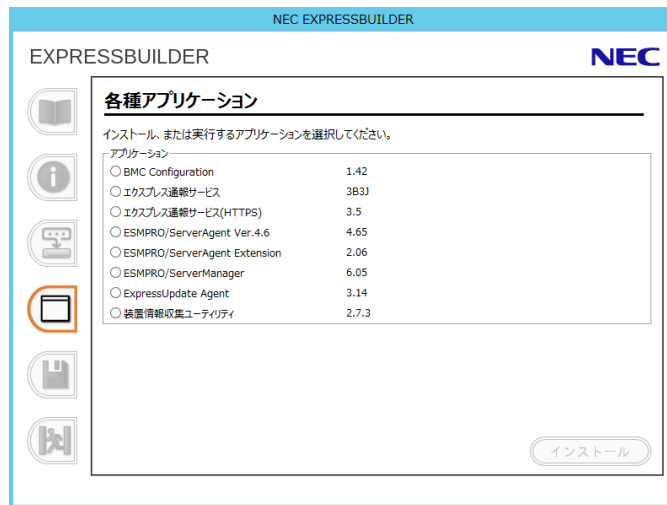 NEC EXPRESSBUILDER
EXPRESSBUILDER
NEC
各種アプリケーション
インストール、または実行するアプリケーションを選択してください。
アプリケーション
BMC Configuration 1.42
エクスプレス通報サービス 3B3J
エクスプレス通報サービス(HTTPS) 3.5
ESMPRO/ServerAgent Ver.4.6 4.65
ESMPRO/ServerAgent Extension 2.06
ESMPRO/ServerManager 6.05
ExpressUpdate Agent 3.14
装置情報収集ユーティリティ 2.7.3
インストール